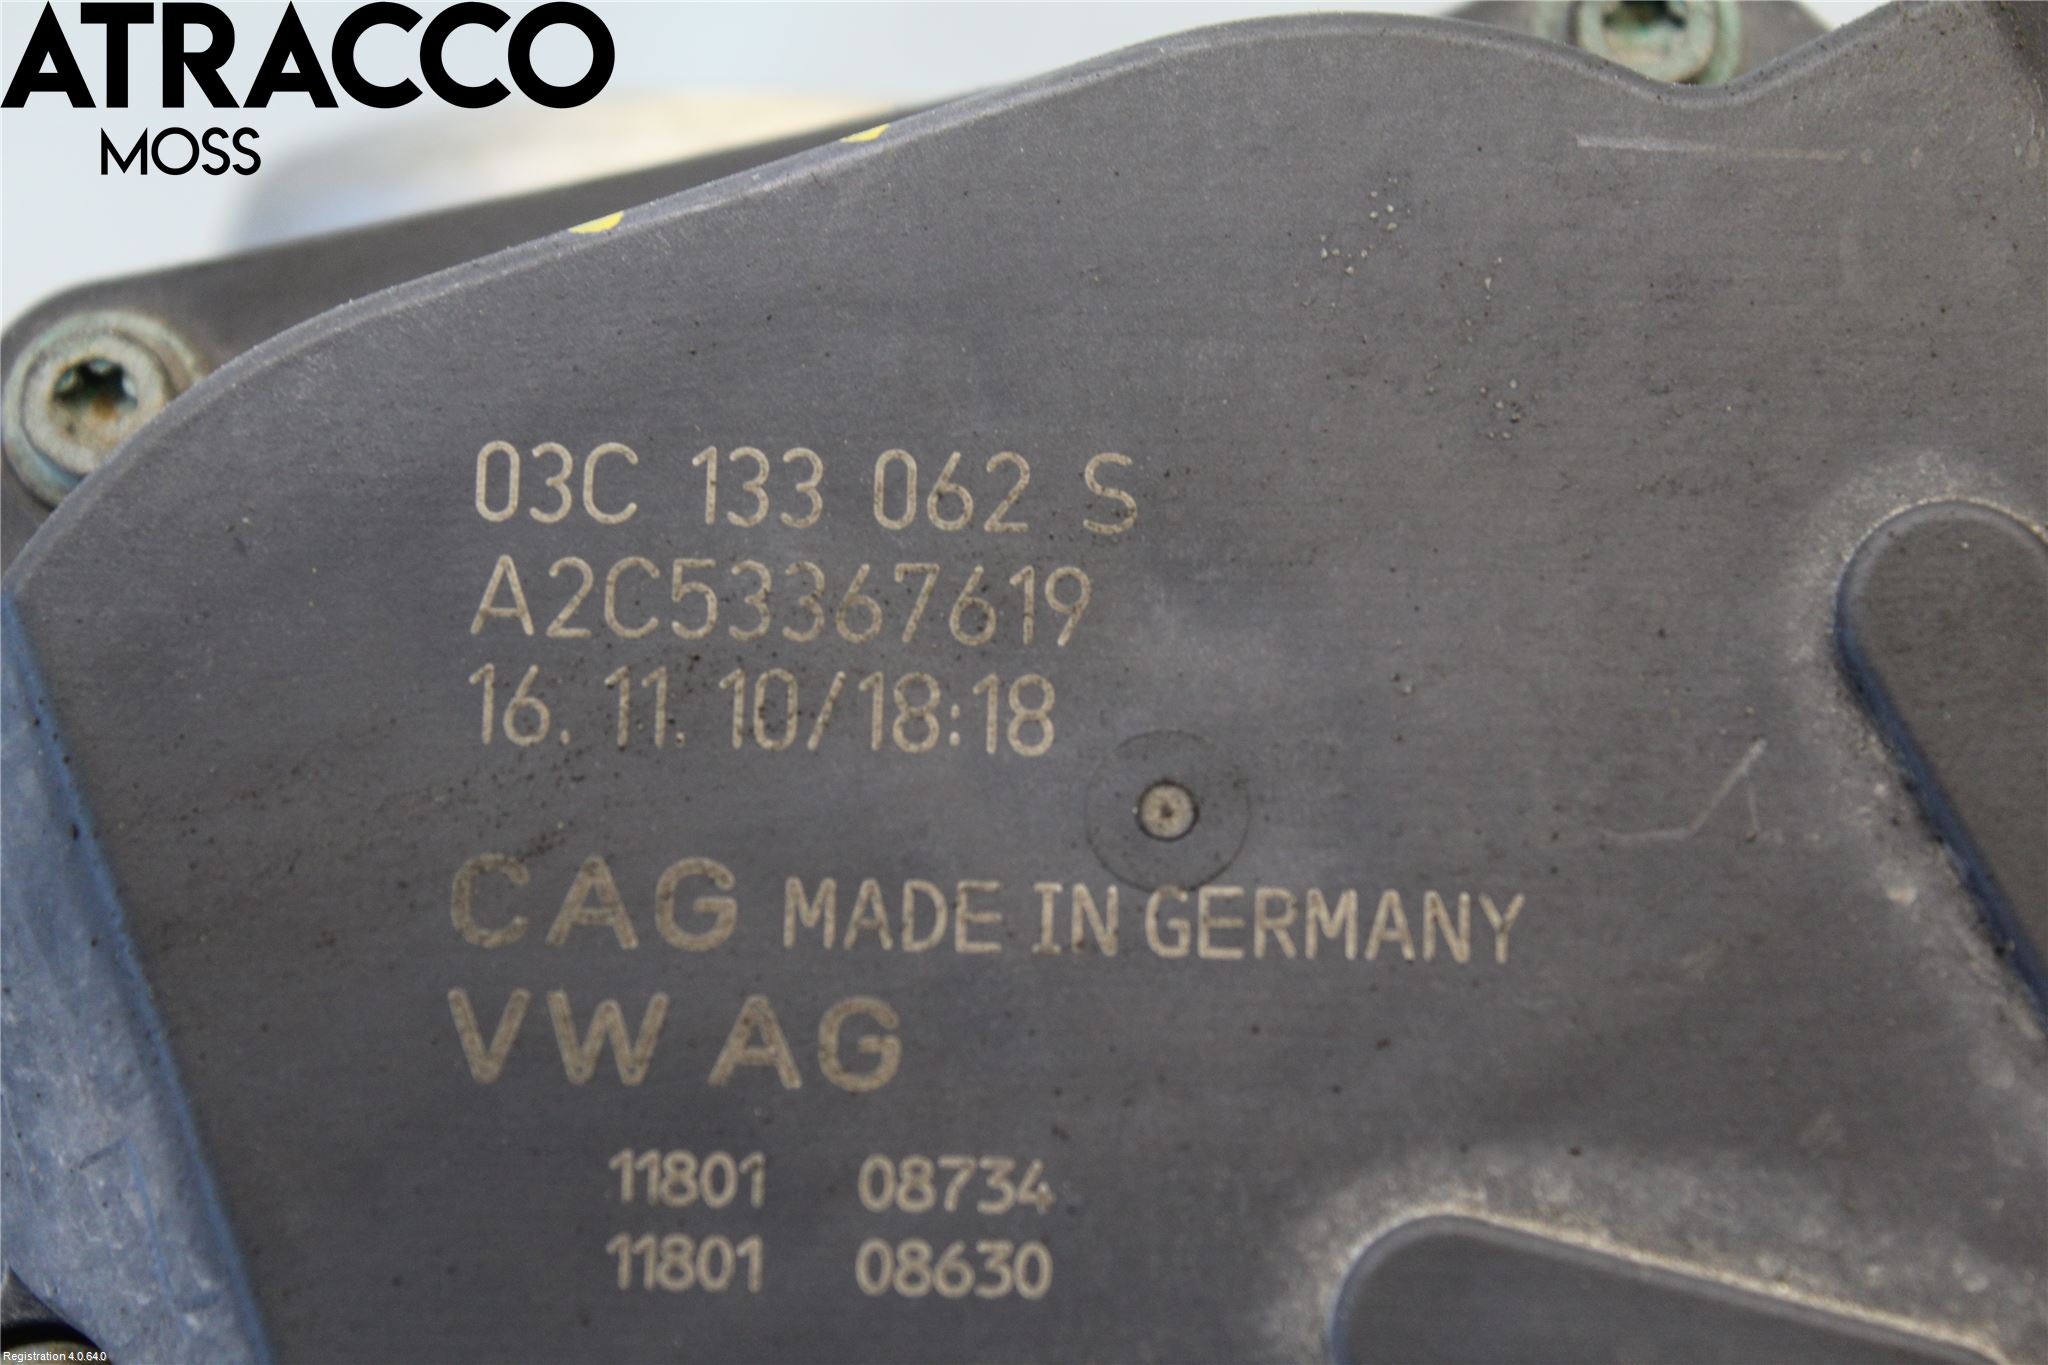 ATRACCO
MOSS
03C 133 062 S
A2C53367619
16.11.10/18:18
CAG MADE IN GERMANY
VW AG
11801 08734
11801 08630
Registration 4.0.64.0